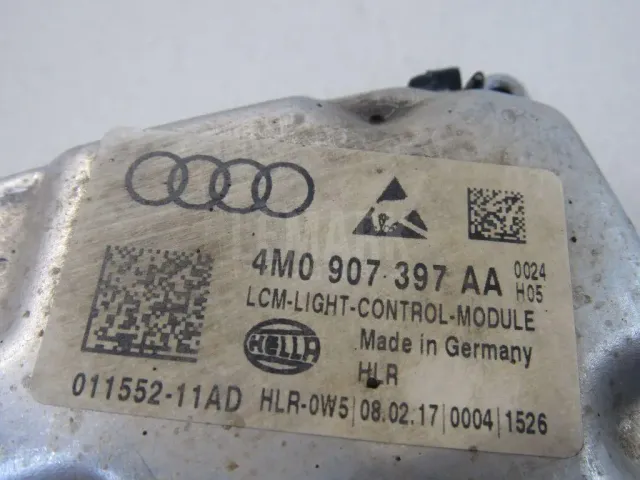 4M0 907 397 AA 0024
H05
LCM-LIGHT-CONTROL-MODULE
HELLA Made in Germany
HLR
011552-11AD HLR-0W5|08.02.17|0004|1526